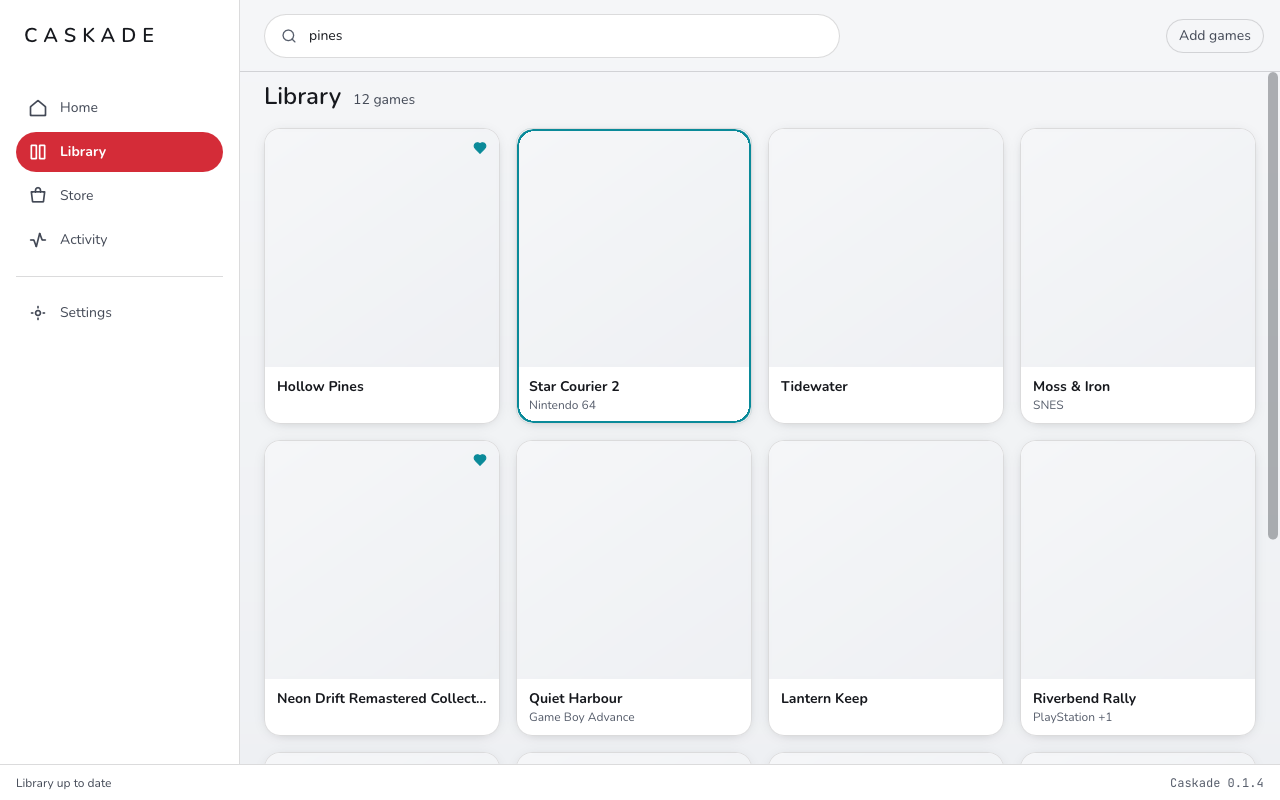 CASKADE
pines
Add games
Home
Library
Store
Activity
Settings
Library 12 games
Hollow Pines
Star Courier 2
Nintendo 64
Tidewater
Moss & Iron
SNES
Neon Drift Remastered Collect...
Quiet Harbour
Game Boy Advance
Lantern Keep
Riverbend Rally
PlayStation +1
Library up to date
Caskade 0.1.4